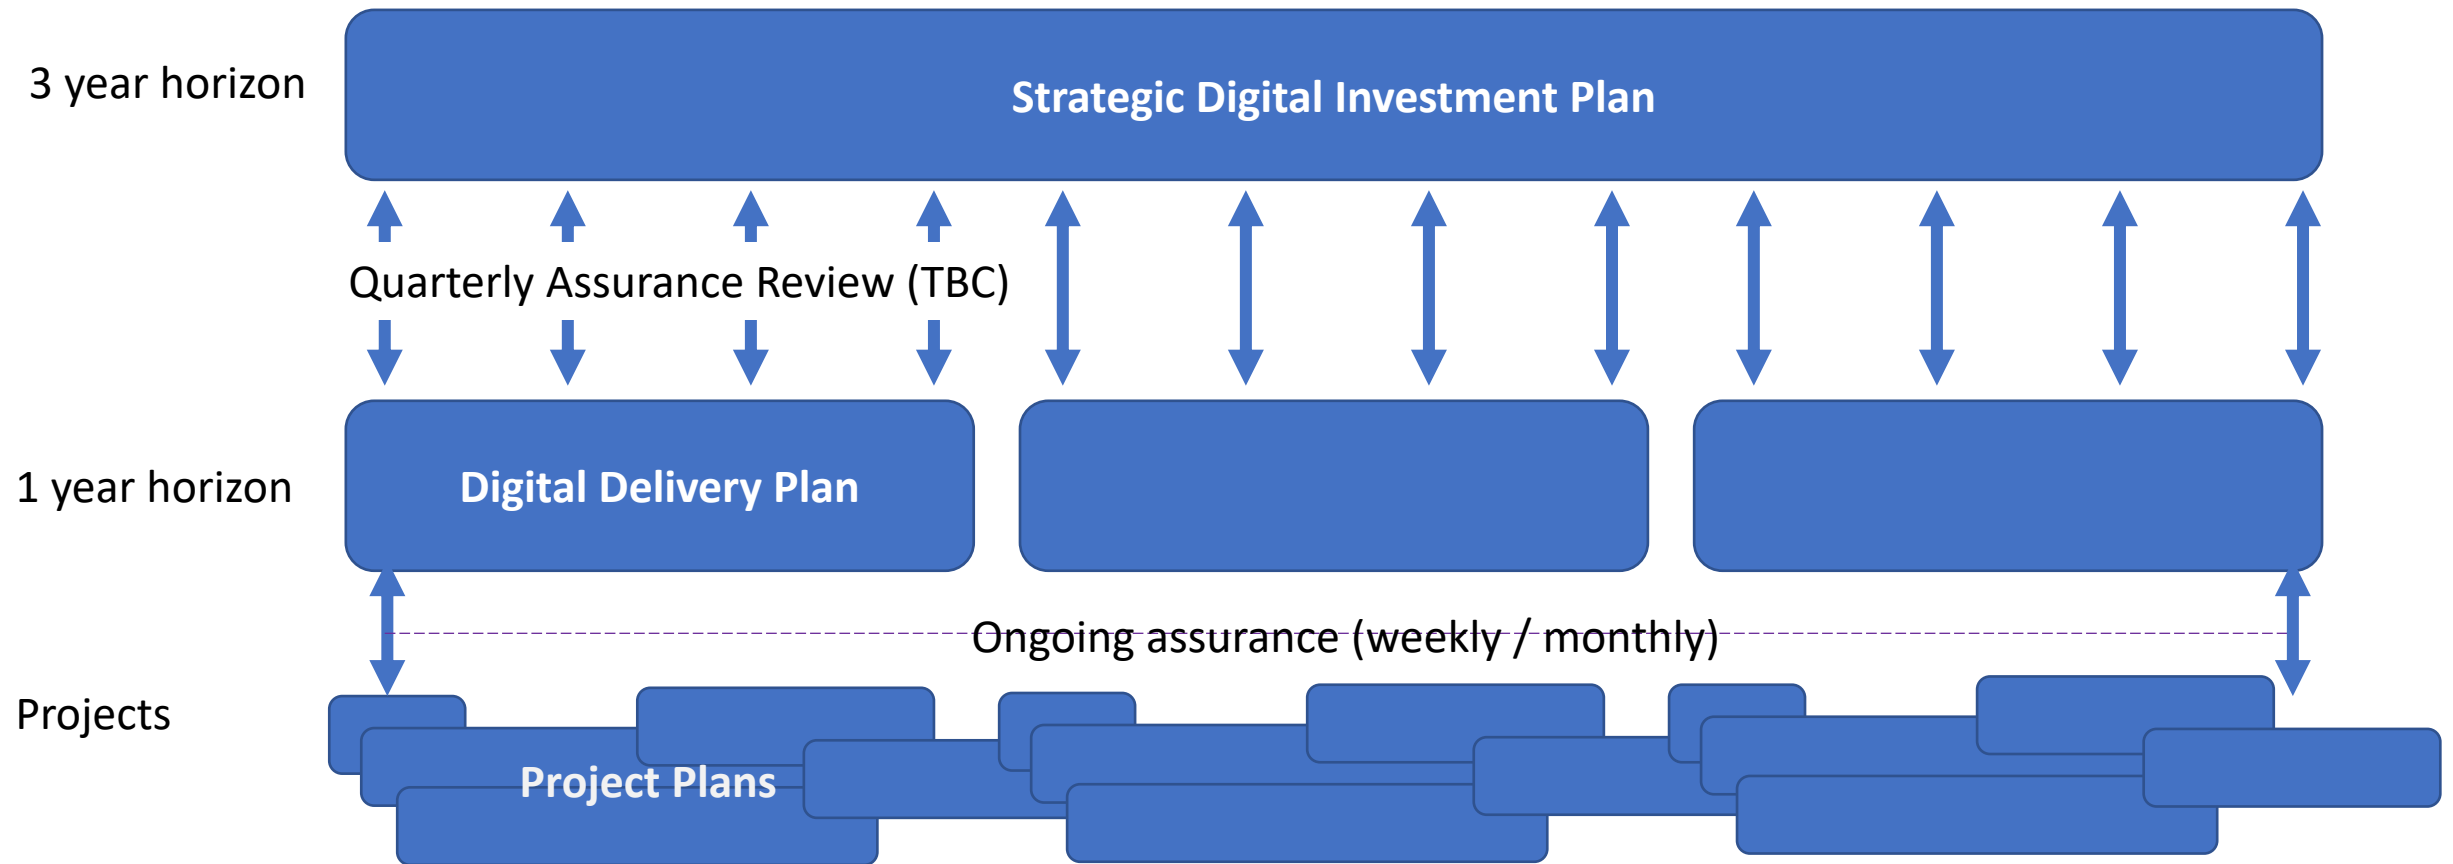 3 year horizon
Strategic Digital Investment Plan
Quarterly Assurance Review (TBC)
1 year horizon
Digital Delivery Plan
Ongoing assurance (weekly / monthly)
Projects
Project Plans